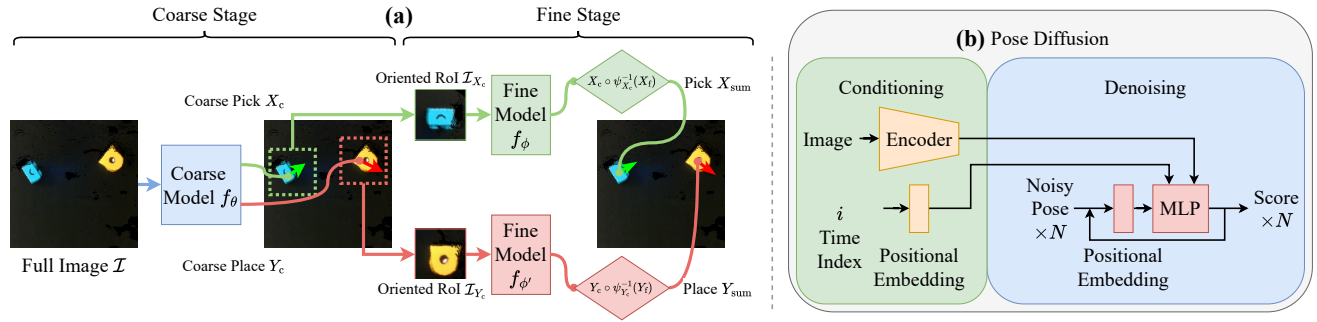 Coarse Stage
(a)
Fine Stage
Coarse Pick X_c
Coarse
Model f_θ
Full Image ℐ
Coarse Place Y_c
Oriented RoI ℐ_{X_c}
Fine
Model
f_ϕ
X_c ∘ ψ_{X_c}^{-1}(X_f)
Pick X_sum
Oriented RoI ℐ_{Y_c}
Fine
Model
f_{ϕ'}
Y_c ∘ ψ_{Y_c}^{-1}(Y_f)
Place Y_sum
(b) Pose Diffusion
Conditioning
Image
Encoder
i
Time
Index
Positional
Embedding
Denoising
Noisy
Pose
×N
MLP
Score
×N
Positional
Embedding